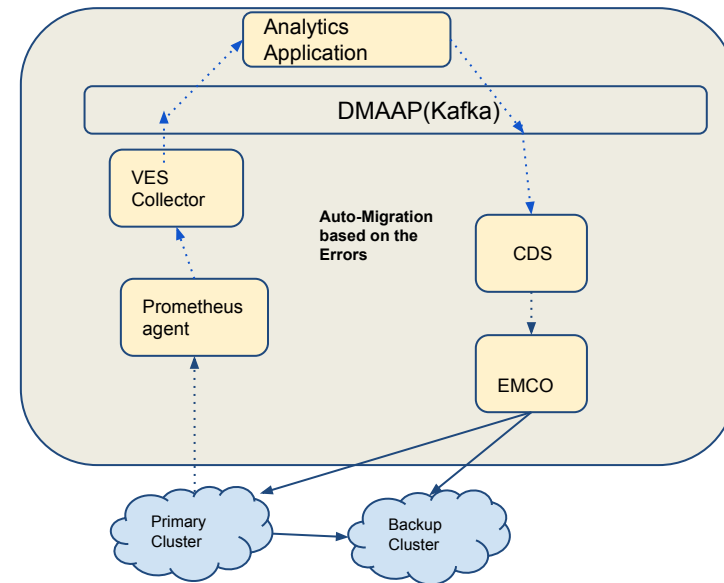 Analytics
Application
DMAAP(Kafka)
VES
Collector
Auto-Migration
based on the
Errors
CDS
Prometheus
agent
EMCO
Primary
Cluster
Backup
Cluster